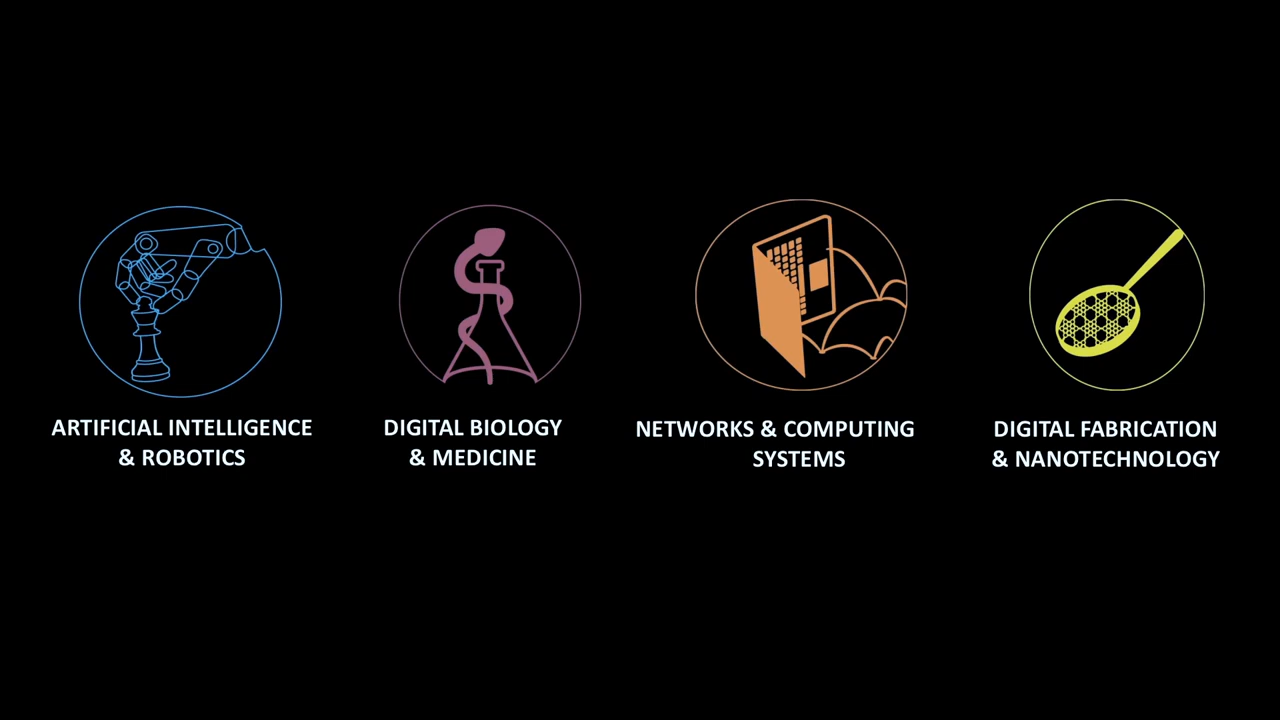 ARTIFICIAL INTELLIGENCE
& ROBOTICS
DIGITAL BIOLOGY
& MEDICINE
NETWORKS & COMPUTING
SYSTEMS
DIGITAL FABRICATION
& NANOTECHNOLOGY